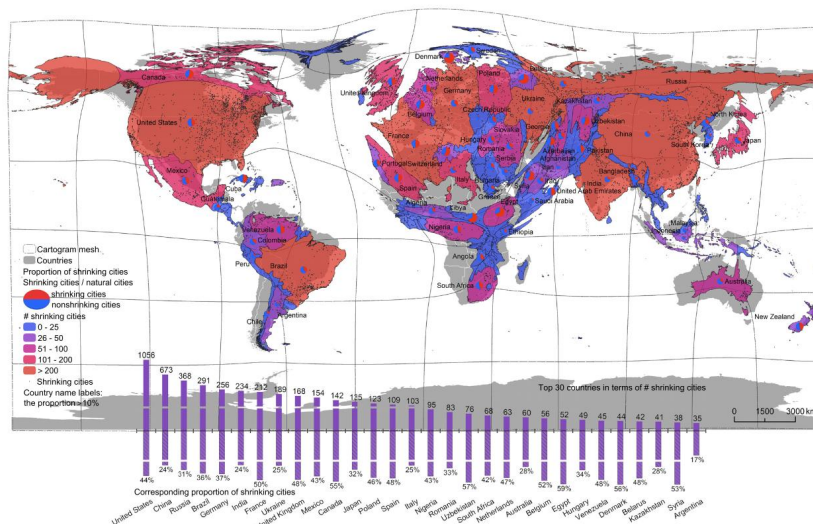 Denmark
Belarus
Canada
Netherlands
Poland
Russia
United Kingdom
Germany
Kazakhstan
Belgium
Czech Republic
Ukraine
North Korea
United States
Slovakia
Georgia
Uzbekistan
China
Japan
France
Hungary
Romania
Azerbaijan
Pakistan
South Korea
Portugal
Switzerland
Serbia
Afghanistan
Mexico
Spain
Italy
Bulgaria
Bangladesh
Cuba
Greece
India
United Arab Emirates
Guatemala
Algeria
Libya
Egypt
Saudi Arabia
Venezuela
Nigeria
Ethiopia
Malaysia
Colombia
Indonesia
Peru
Brazil
Angola
South Africa
Australia
Chile
Argentina
New Zealand
Cartogram mesh
Countries
Proportion of shrinking cities
Shrinking cities / natural cities
shrinking cities
nonshrinking cities
# shrinking cities
0 - 25
26 - 50
51 - 100
101 - 200
> 200
Shrinking cities
Country name labels:
the proportion > 10%
Top 30 countries in terms of # shrinking cities
0 1500 3000 km
1056 673 368 291 256 234 212 189 168 154 142 125 123 109 103 95 83 76 68 63 60 56 52 49 45 44 42 41 38 35
44% 24% 31% 36% 37% 24% 50% 25% 48% 43% 55% 32% 46% 48% 25% 43% 33% 57% 42% 47% 28% 52% 59% 34% 48% 56% 48% 28% 53% 17%
Corresponding proportion of shrinking cities
United States
China
Russia
Brazil
Germany
India
France
Ukraine
United Kingdom
Mexico
Canada
Japan
Poland
Spain
Italy
Nigeria
Romania
Uzbekistan
South Africa
Netherlands
Australia
Belgium
Egypt
Hungary
Venezuela
Denmark
Belarus
Kazakhstan
Syria
Argentina